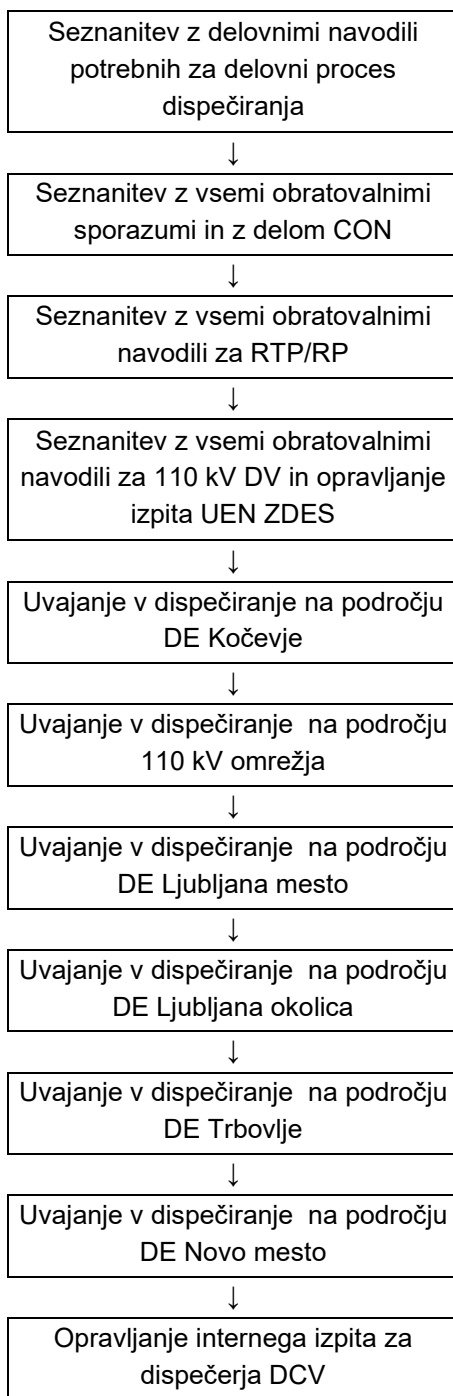 Seznanitev z delovnimi navodili
potrebnih za delovni proces
dispečiranja
↓
Seznanitev z vsemi obratovalnimi
sporazumi in z delom CON
↓
Seznanitev z vsemi obratovalnimi
navodili za RTP/RP
↓
Seznanitev z vsemi obratovalnimi
navodili za 110 kV DV in opravljanje
izpita UEN ZDES
↓
Uvajanje v dispečiranje na področju
DE Kočevje
↓
Uvajanje v dispečiranje  na področju
110 kV omrežja
↓
Uvajanje v dispečiranje  na področju
DE Ljubljana mesto
↓
Uvajanje v dispečiranje  na področju
DE Ljubljana okolica
↓
Uvajanje v dispečiranje  na področju
DE Trbovlje
↓
Uvajanje v dispečiranje  na področju
DE Novo mesto
↓
Opravljanje internega izpita za
dispečerja DCV